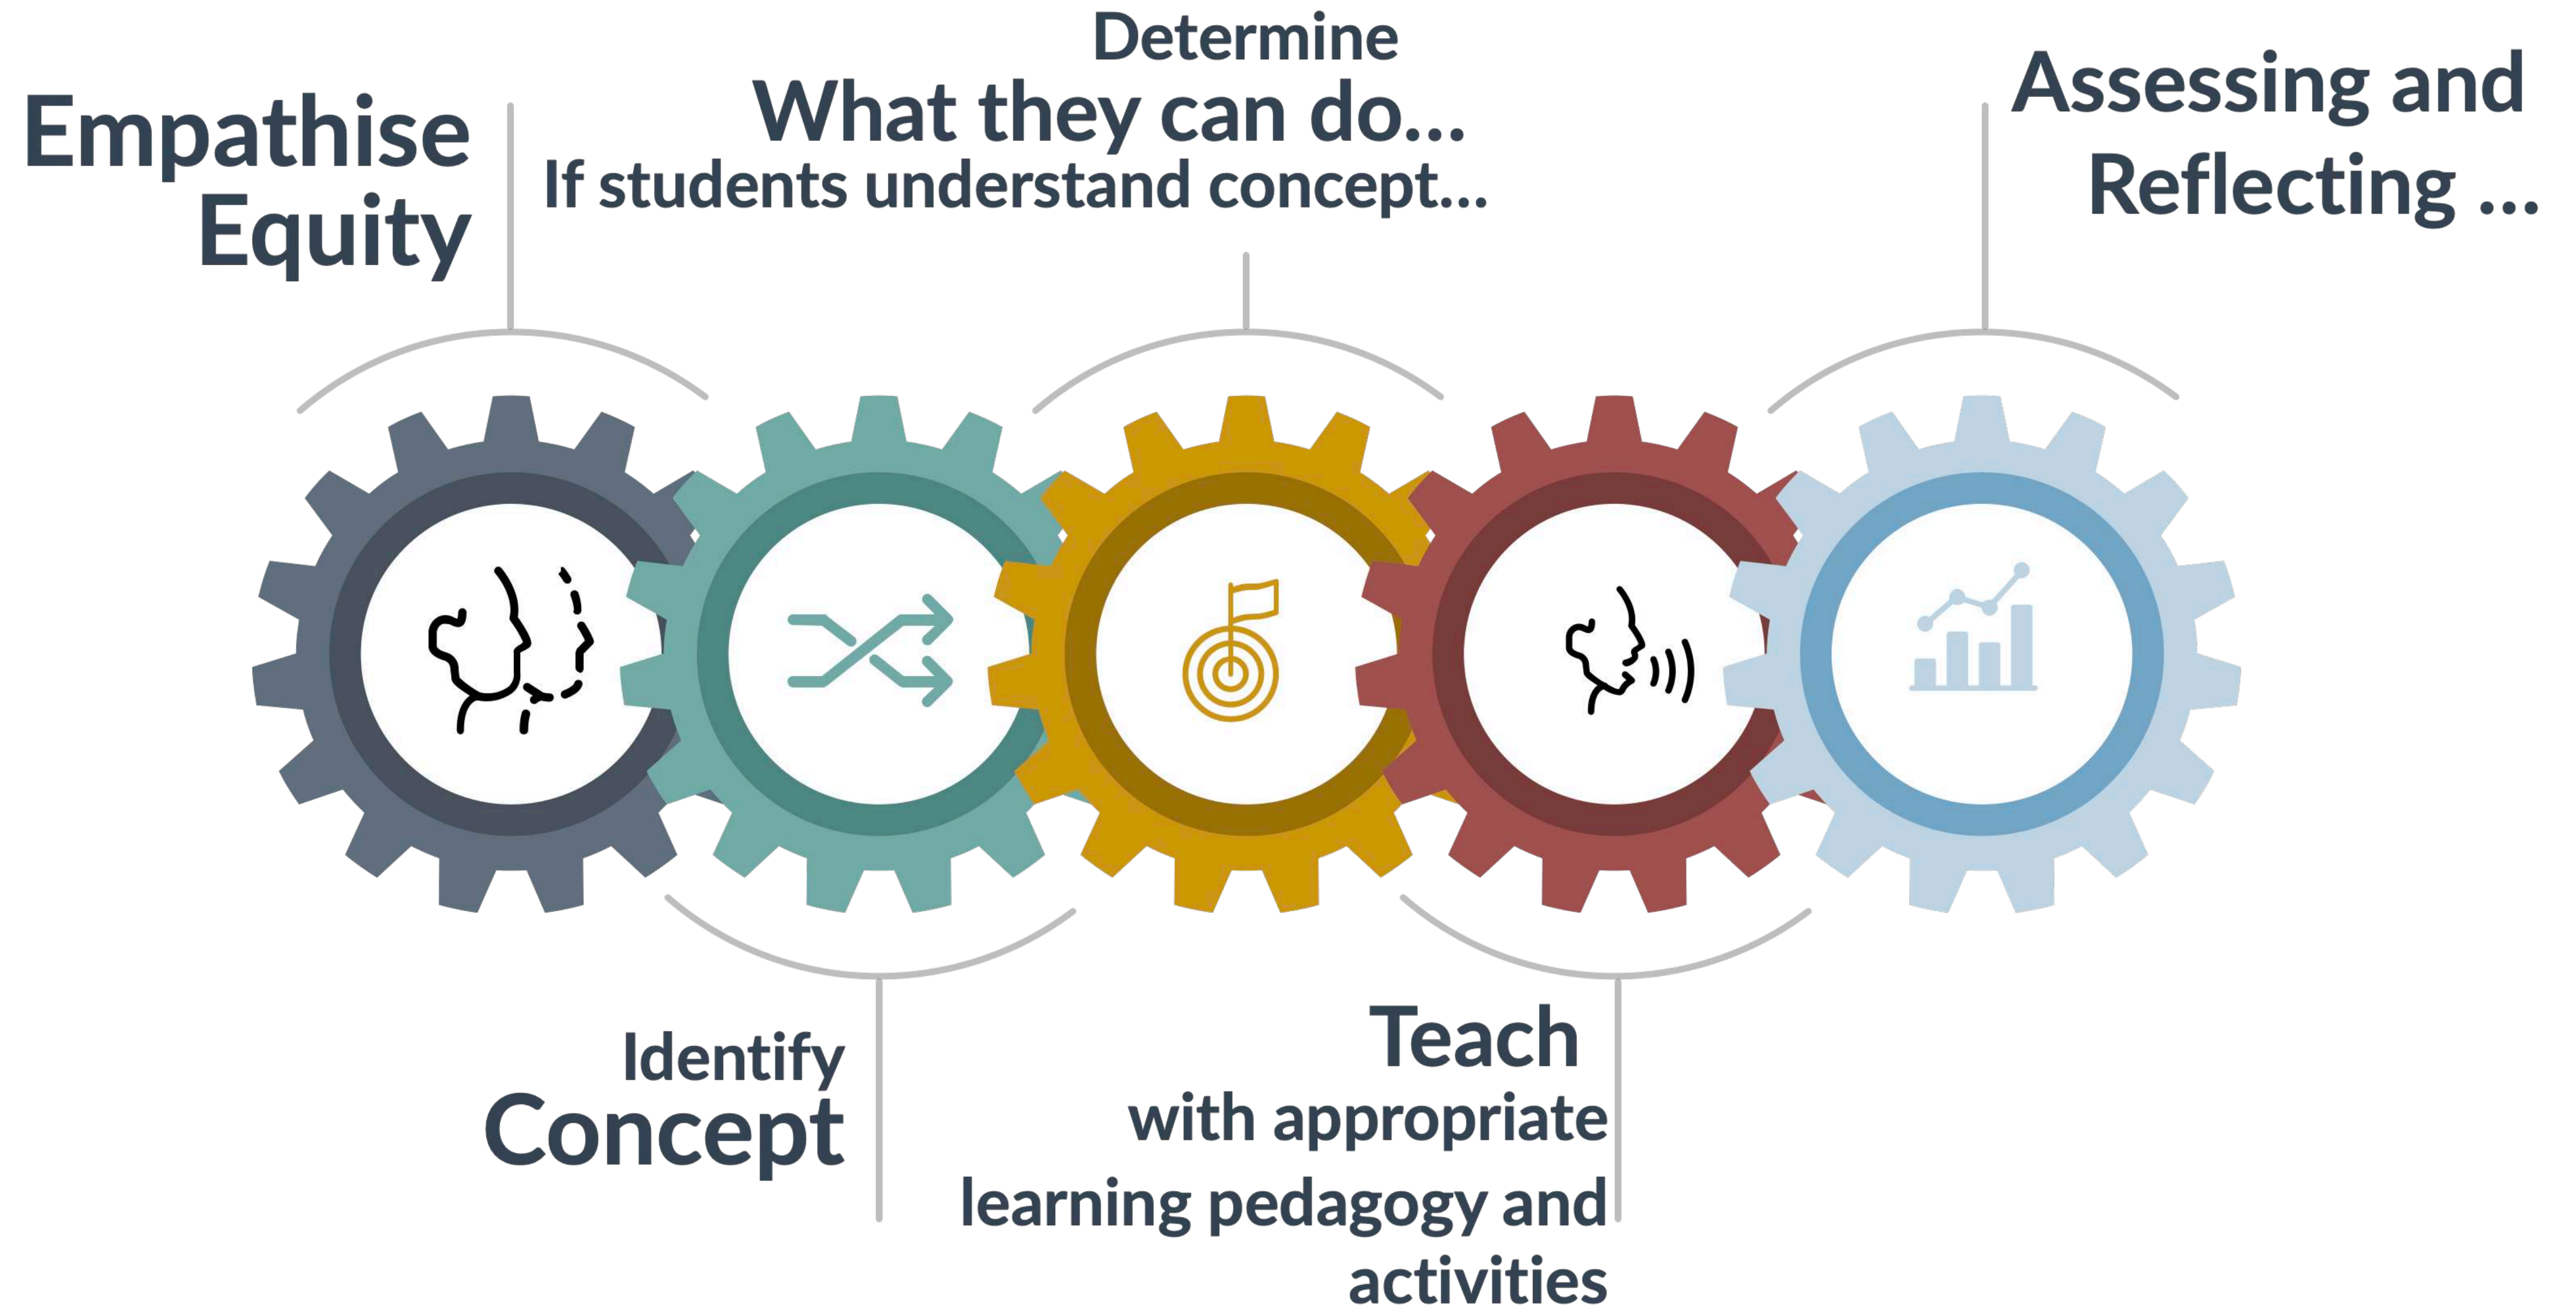 Empathise
Equity
Identify
Concept
Determine
What they can do...
If students understand concept...
Teach
with appropriate
learning pedagogy and
activities
Assessing and
Reflecting ...